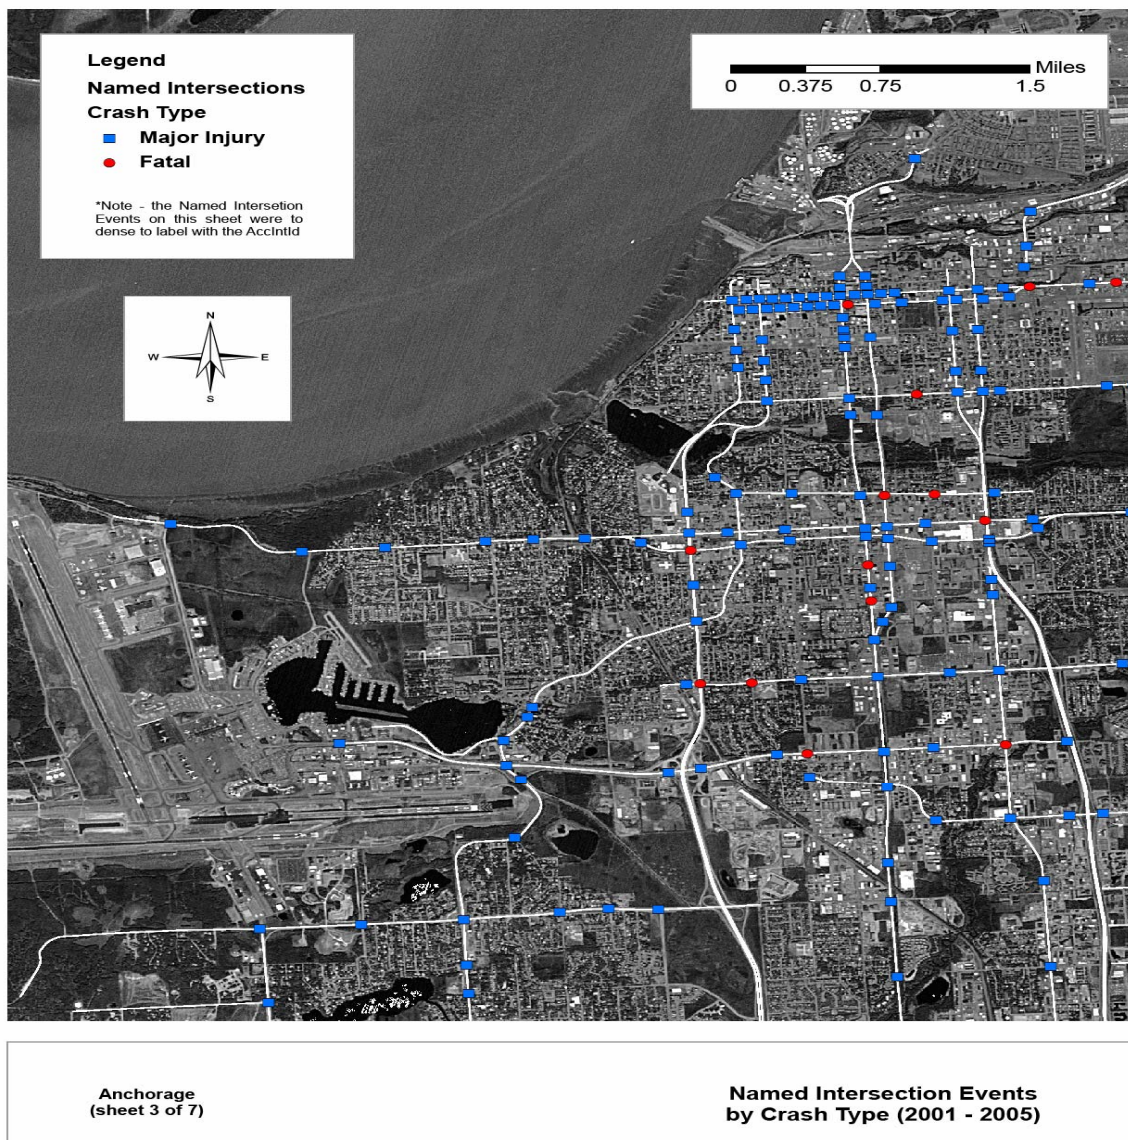 Legend
Named Intersections
Crash Type
Major Injury
Fatal
*Note - the Named Intersetion
Events on this sheet were to
dense to label with the AccIntId
Miles
0 0.375 0.75 1.5
N
W E
S
Anchorage
(sheet 3 of 7)
Named Intersection Events
by Crash Type (2001 - 2005)